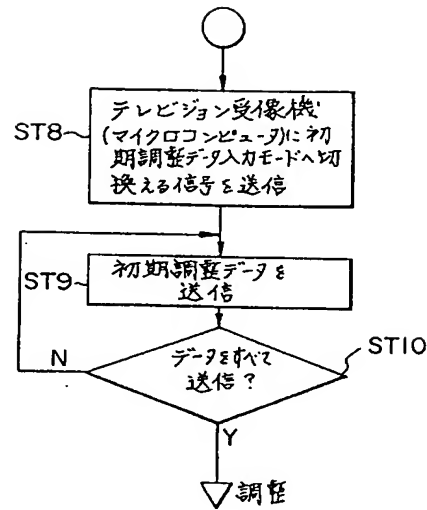 ST8
テレビジョン受像機
(マイクロコンピュータ)に初
期調整データ入力モードへ切
換える信号を送信
ST9
初期調整データを
送信
N
データをすべて
送信?
ST10
Y
調整